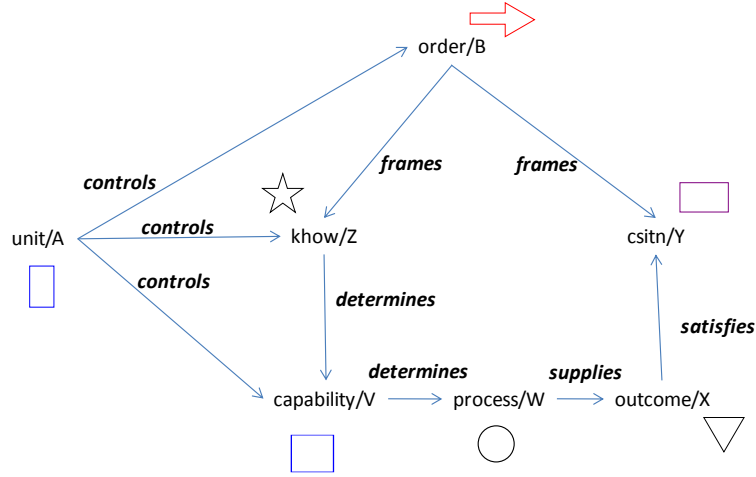 order/B
controls
frames
frames
unit/A
controls
khow/Z
csitn/Y
controls
determines
satisfies
capability/V
determines
process/W
supplies
outcome/X